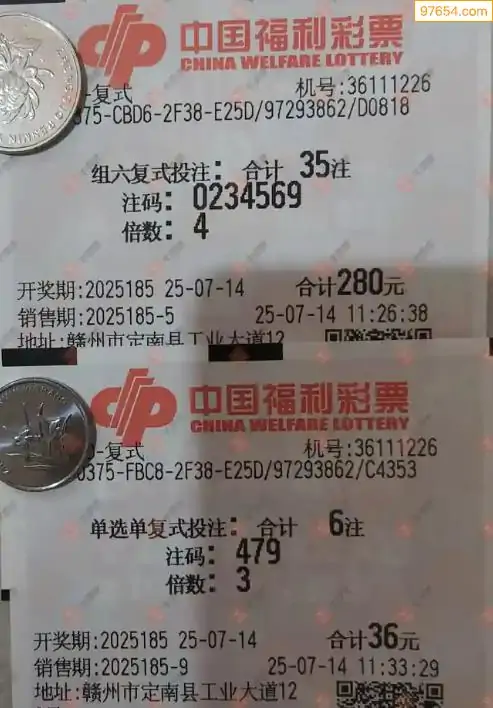 97654.com
中国福利彩票
CHINA WELFARE LOTTERY
-复式 机号:36111226
375-CBD6-2F38-E25D/97293862/D0818
组六复式投注: 合计 35注
注码: 0234569
倍数: 4
开奖期:2025185 25-07-14 合计280元
销售期:2025185-5 25-07-14 11:26:38
地址:赣州市定南县工业大道12
中国福利彩票
CHINA WELFARE LOTTERY
-复式 机号:36111226
0375-FBC8-2F38-E25D/97293862/C4353
单选单复式投注: 合计 6注
注码: 479
倍数: 3
开奖期:2025185 25-07-14 合计36元
销售期:2025185-9 25-07-14 11:33:29
地址:赣州市定南县工业大道12